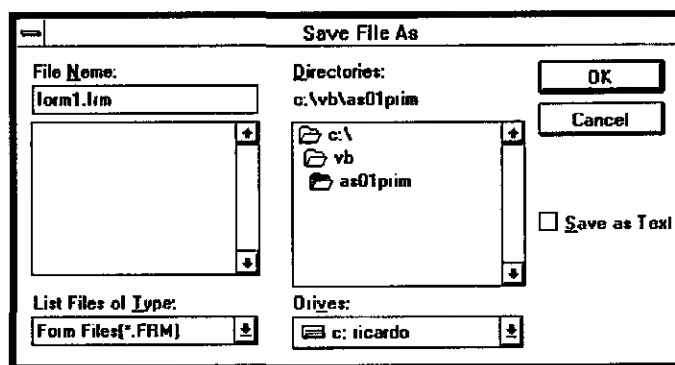 Save File As
File Name:
form1.frm
Directories:
c:\vb\as01prim
OK
Cancel
c:\
vb
as01prim
Save as Text
List Files of Type:
Form Files(*.FRM)
Drives:
c: ricardo